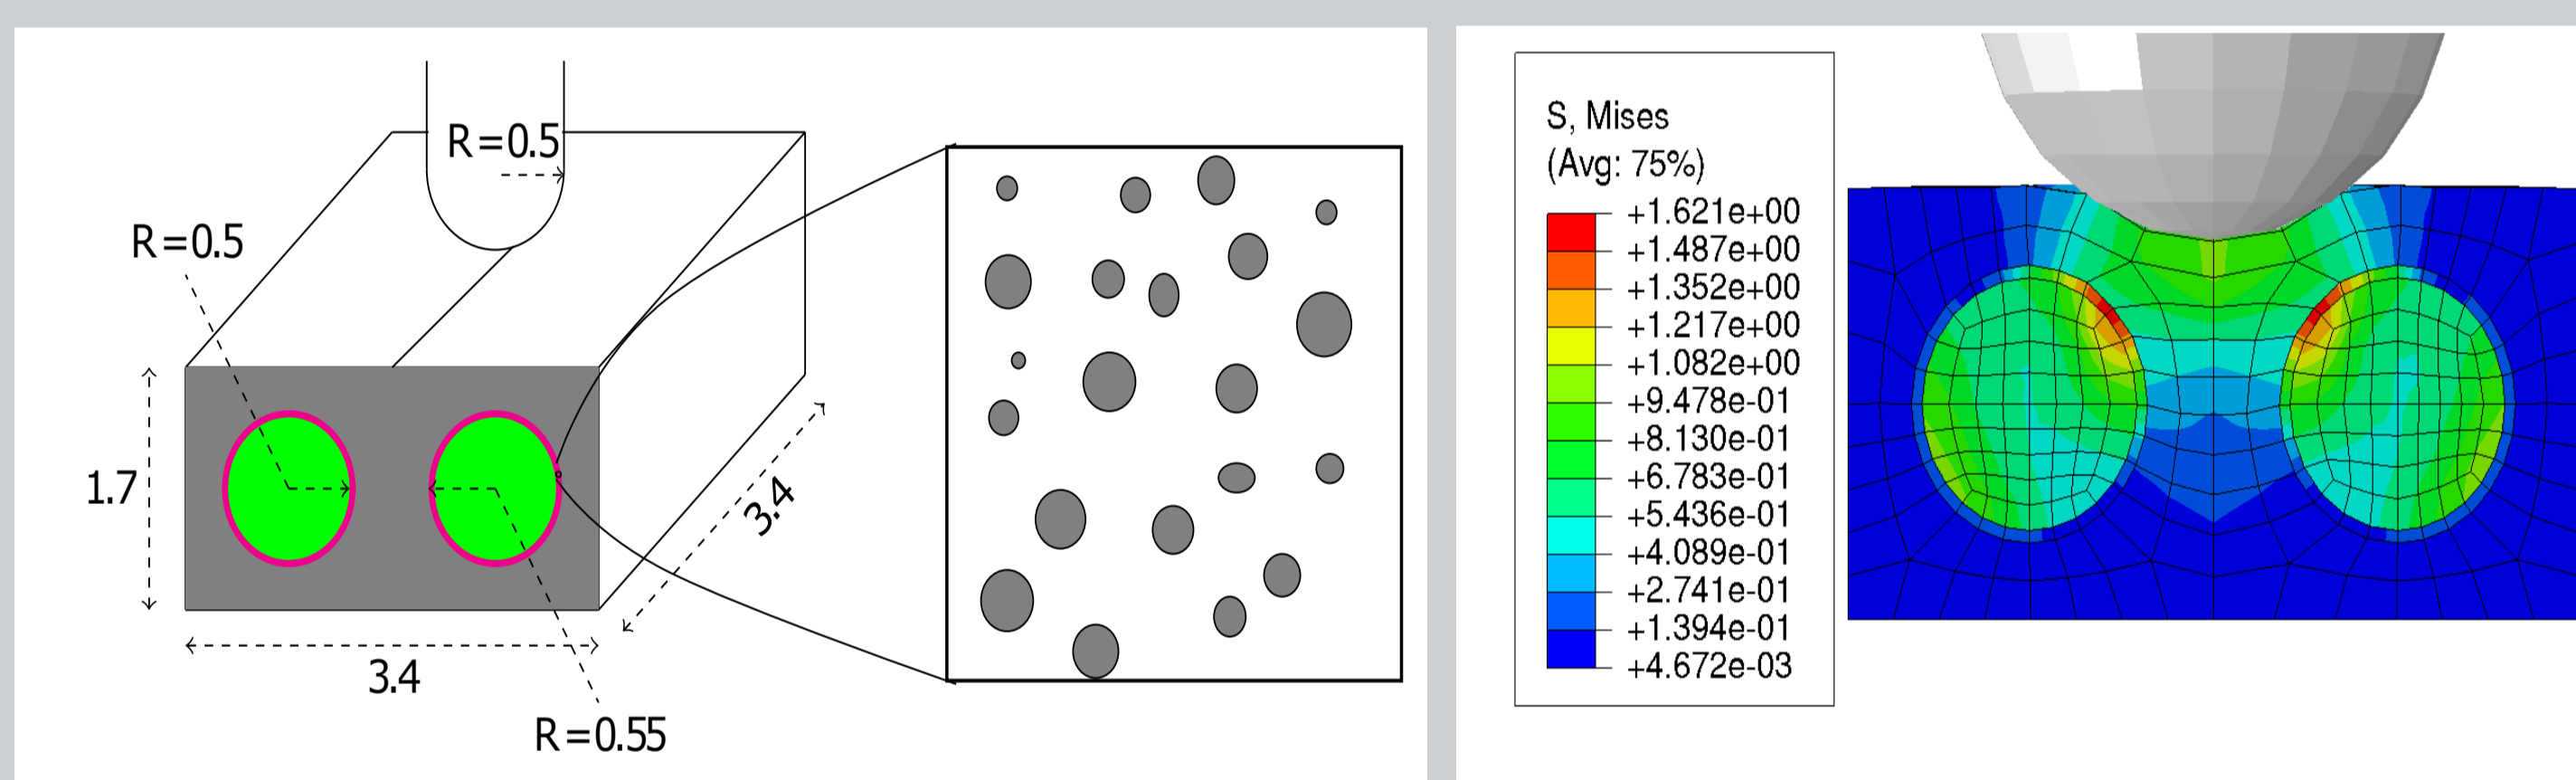 R=0.5
R=0.5
1.7
3.4
3.4
R=0.55
S, Mises
(Avg: 75%)
+1.621e+00
+1.487e+00
+1.352e+00
+1.217e+00
+1.082e+00
+9.478e-01
+8.130e-01
+6.783e-01
+5.436e-01
+4.089e-01
+2.741e-01
+1.394e-01
+4.672e-03